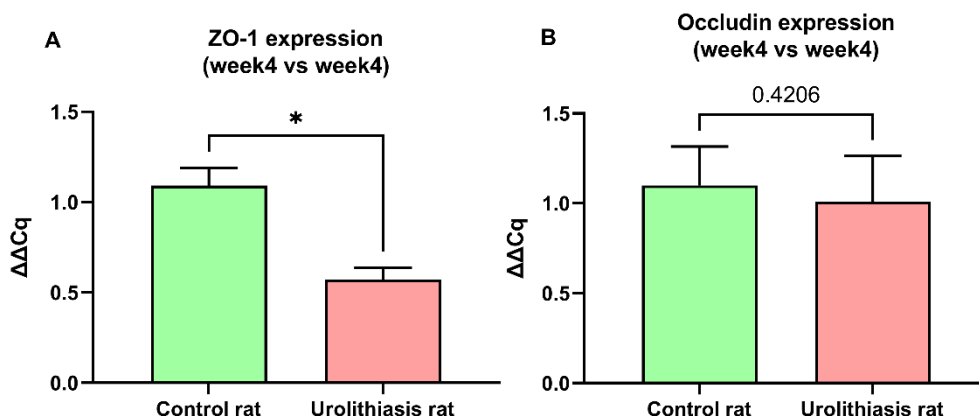 A
ZO-1 expression
(week4 vs week4)
*
ΔΔCq
1.5
1.0
0.5
0.0
Control rat
Urolithiasis rat
B
Occludin expression
(week4 vs week4)
0.4206
ΔΔCq
1.5
1.0
0.5
0.0
Control rat
Urolithiasis rat